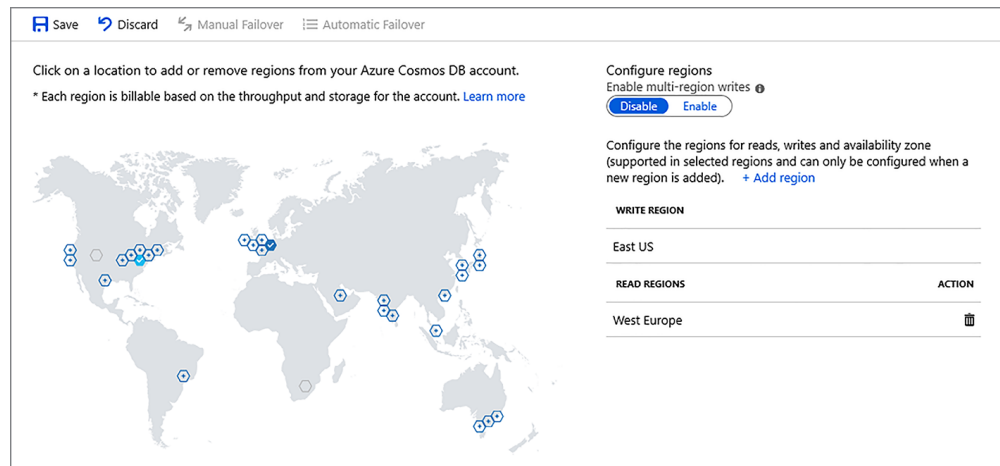 Save Discard Manual Failover Automatic Failover
Click on a location to add or remove regions from your Azure Cosmos DB account.
* Each region is billable based on the throughput and storage for the account. Learn more
Configure regions
Enable multi-region writes
Disable Enable
Configure the regions for reads, writes and availability zone
(supported in selected regions and can only be configured when a
new region is added). + Add region
WRITE REGION
East US
READ REGIONS ACTION
West Europe